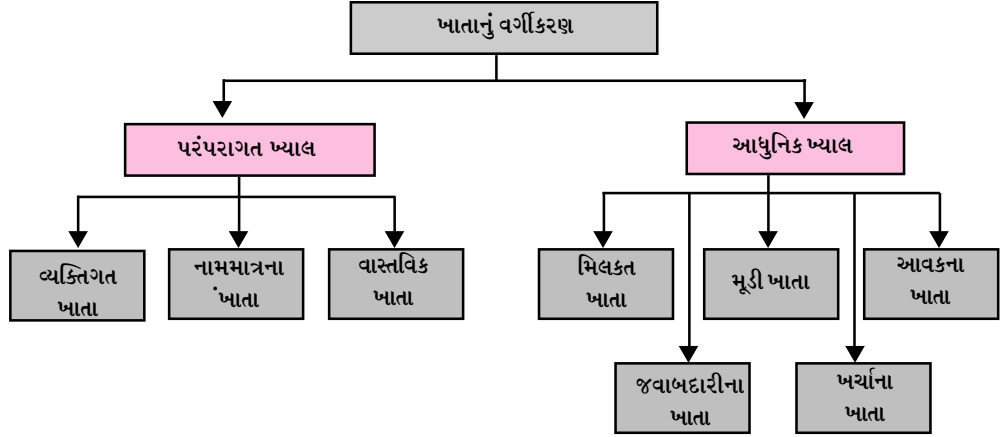 ખાતાનું વર્ગીકરણ
પરંપરાગત ખ્યાલ
આધુનિક ખ્યાલ
વ્યક્તિગત
ખાતા
નામમાત્રના
ંખાતા
વાસ્તવિક
ખાતા
મિલકત
ખાતા
મૂડી ખાતા
આવકના
ખાતા
જવાબદારીના
ખાતા
ખર્ચાના
ખાતા